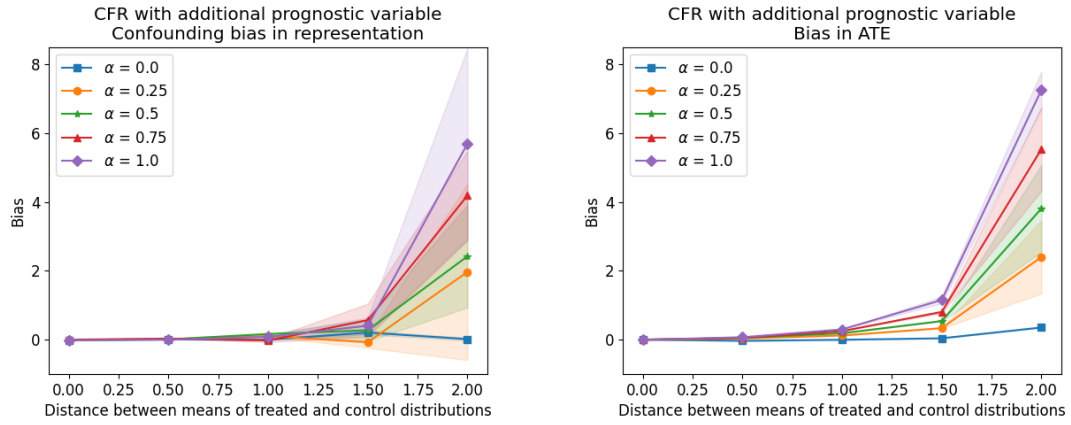 CFR with additional prognostic variable
Confounding bias in representation
8
6
4
2
0
Bias
α = 0.0
α = 0.25
α = 0.5
α = 0.75
α = 1.0
0.00 0.25 0.50 0.75 1.00 1.25 1.50 1.75 2.00
Distance between means of treated and control distributions
CFR with additional prognostic variable
Bias in ATE
8
6
4
2
0
Bias
α = 0.0
α = 0.25
α = 0.5
α = 0.75
α = 1.0
0.00 0.25 0.50 0.75 1.00 1.25 1.50 1.75 2.00
Distance between means of treated and control distributions